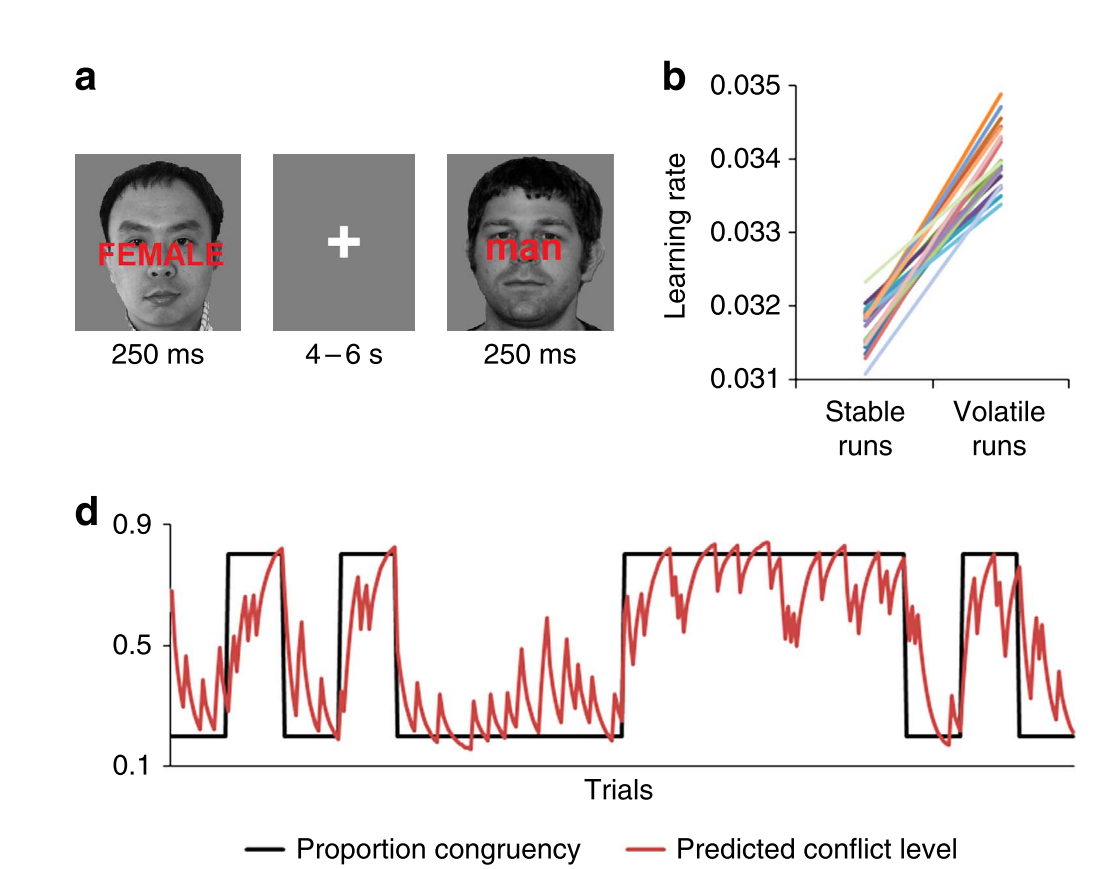 a
FEMALE
man
250 ms
4–6 s
250 ms
b
Learning rate
0.035
0.034
0.033
0.032
0.031
Stable
runs
Volatile
runs
d
0.9
0.5
0.1
Trials
Proportion congruency
Predicted conflict level